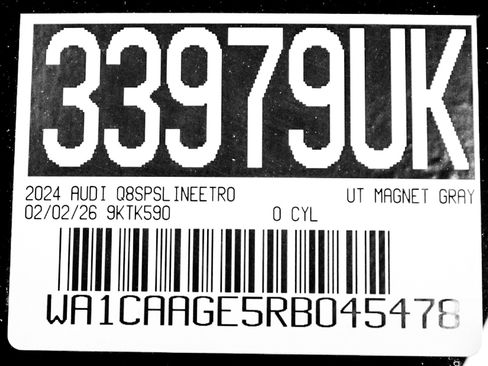 33979UK
2024 AUDI Q8SPSLINEETRO UT MAGNET GRAY
02/02/26 9KTK590 0 CYL
WA1CAAGE5RB045478